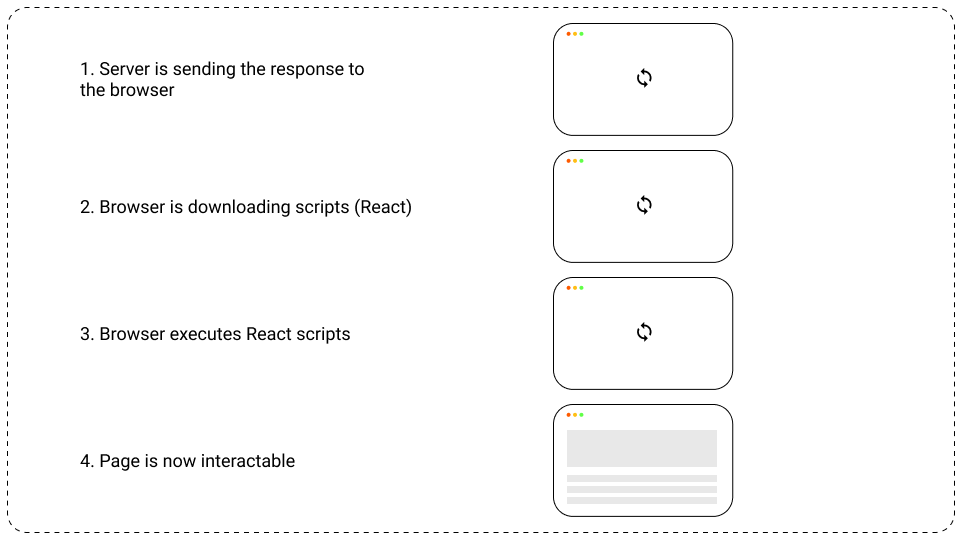 1. Server is sending the response to
the browser
2. Browser is downloading scripts (React)
3. Browser executes React scripts
4. Page is now interactable